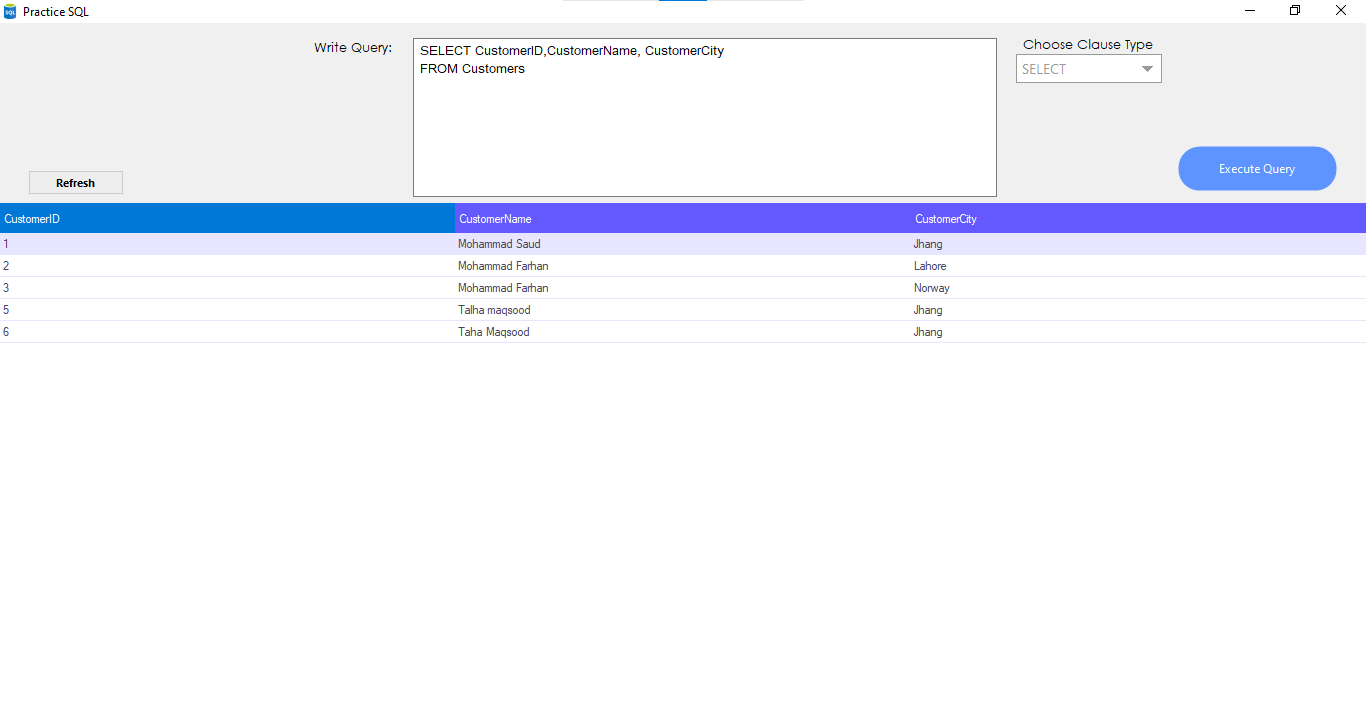 Practice SQL
Write Query:
SELECT CustomerID,CustomerName, CustomerCity
FROM Customers
Choose Clause Type
SELECT
Refresh
Execute Query
CustomerID CustomerName CustomerCity
1 Mohammad Saud Jhang
2 Mohammad Farhan Lahore
3 Mohammad Farhan Norway
5 Talha maqsood Jhang
6 Taha Maqsood Jhang